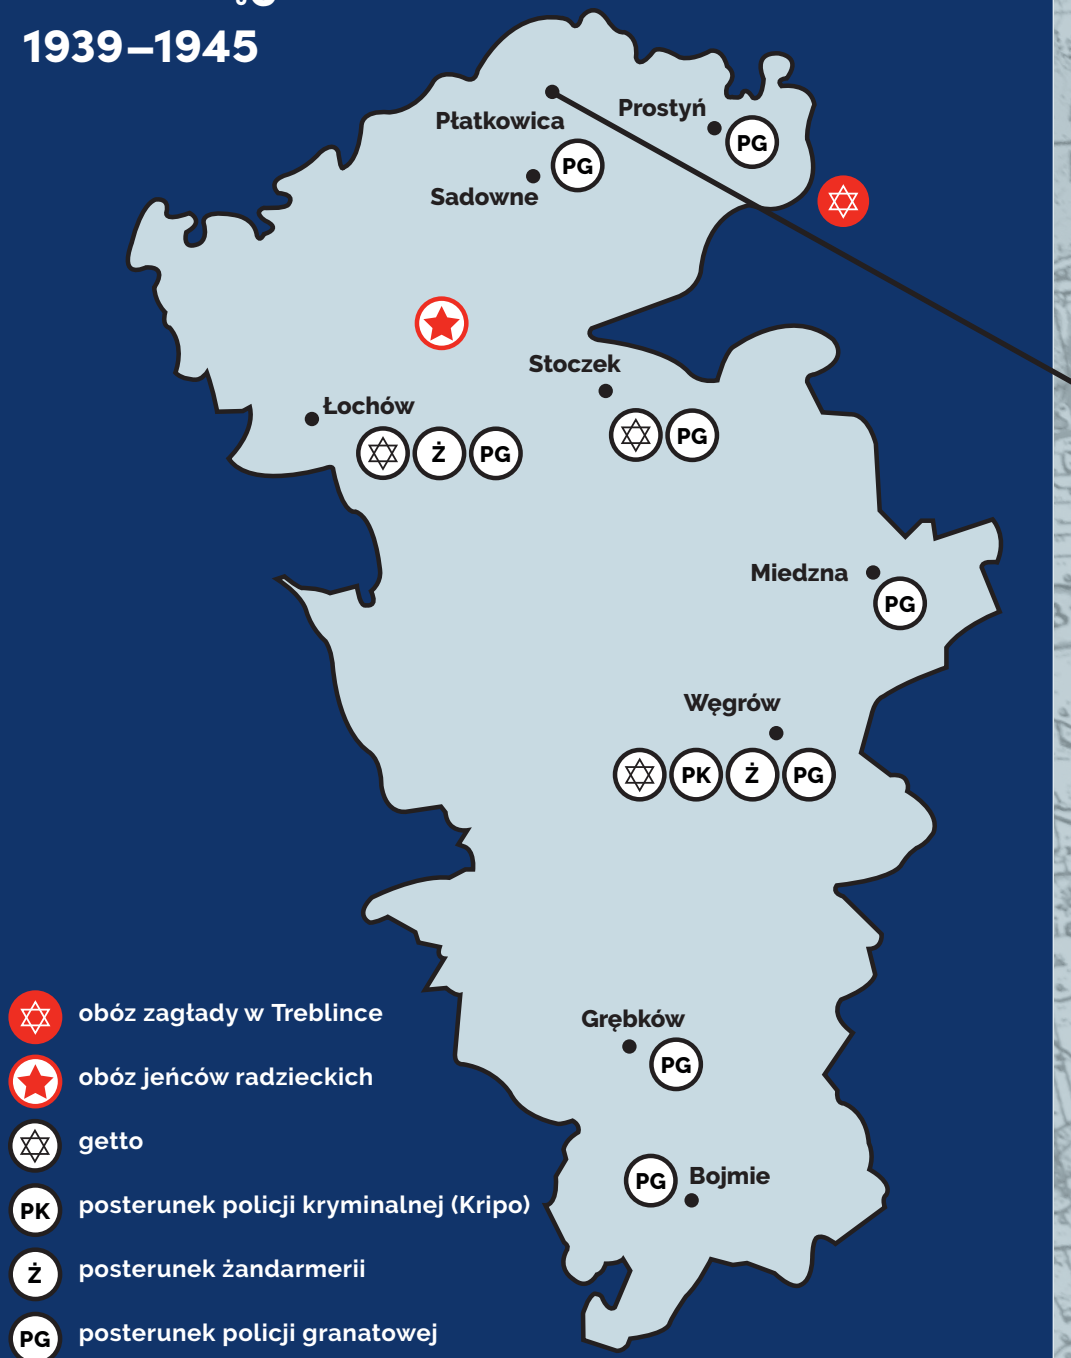 1939–1945
Prostyń
Płatkowica
PG
PG
Sadowne
Stoczek
Łochów
PG
Ż
PG
Miedzna
PG
Węgrów
PK
Ż
PG
Grębków
PG
PG
Bojmie
obóz zagłady w Treblince
obóz jeńców radzieckich
getto
PK posterunek policji kryminalnej (Kripo)
Ż posterunek żandarmerii
PG posterunek policji granatowej